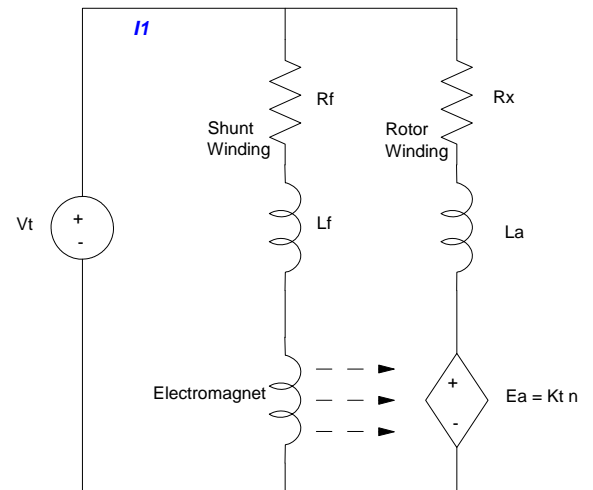 I1
Rf
Rx
Shunt
Winding
Rotor
Winding
Vt
+
-
Lf
La
Electromagnet
+
-
Ea = Kt n